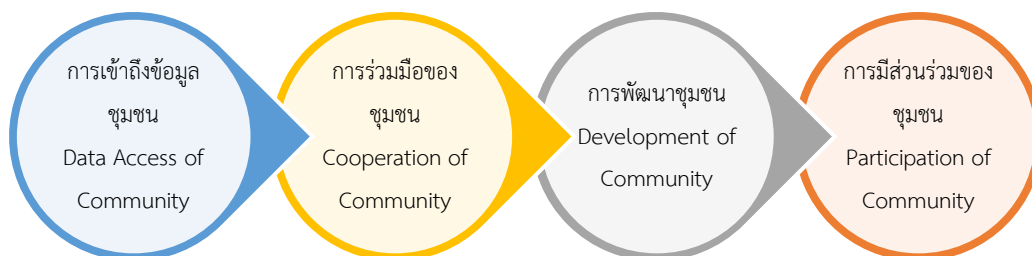 การเข้าถึงข้อมูล
ชุมชน
Data Access of
Community
การร่วมมือของ
ชุมชน
Cooperation of
Community
การพัฒนาชุมชน
Development of
Community
การมีส่วนร่วมของ
ชุมชน
Participation of
Community